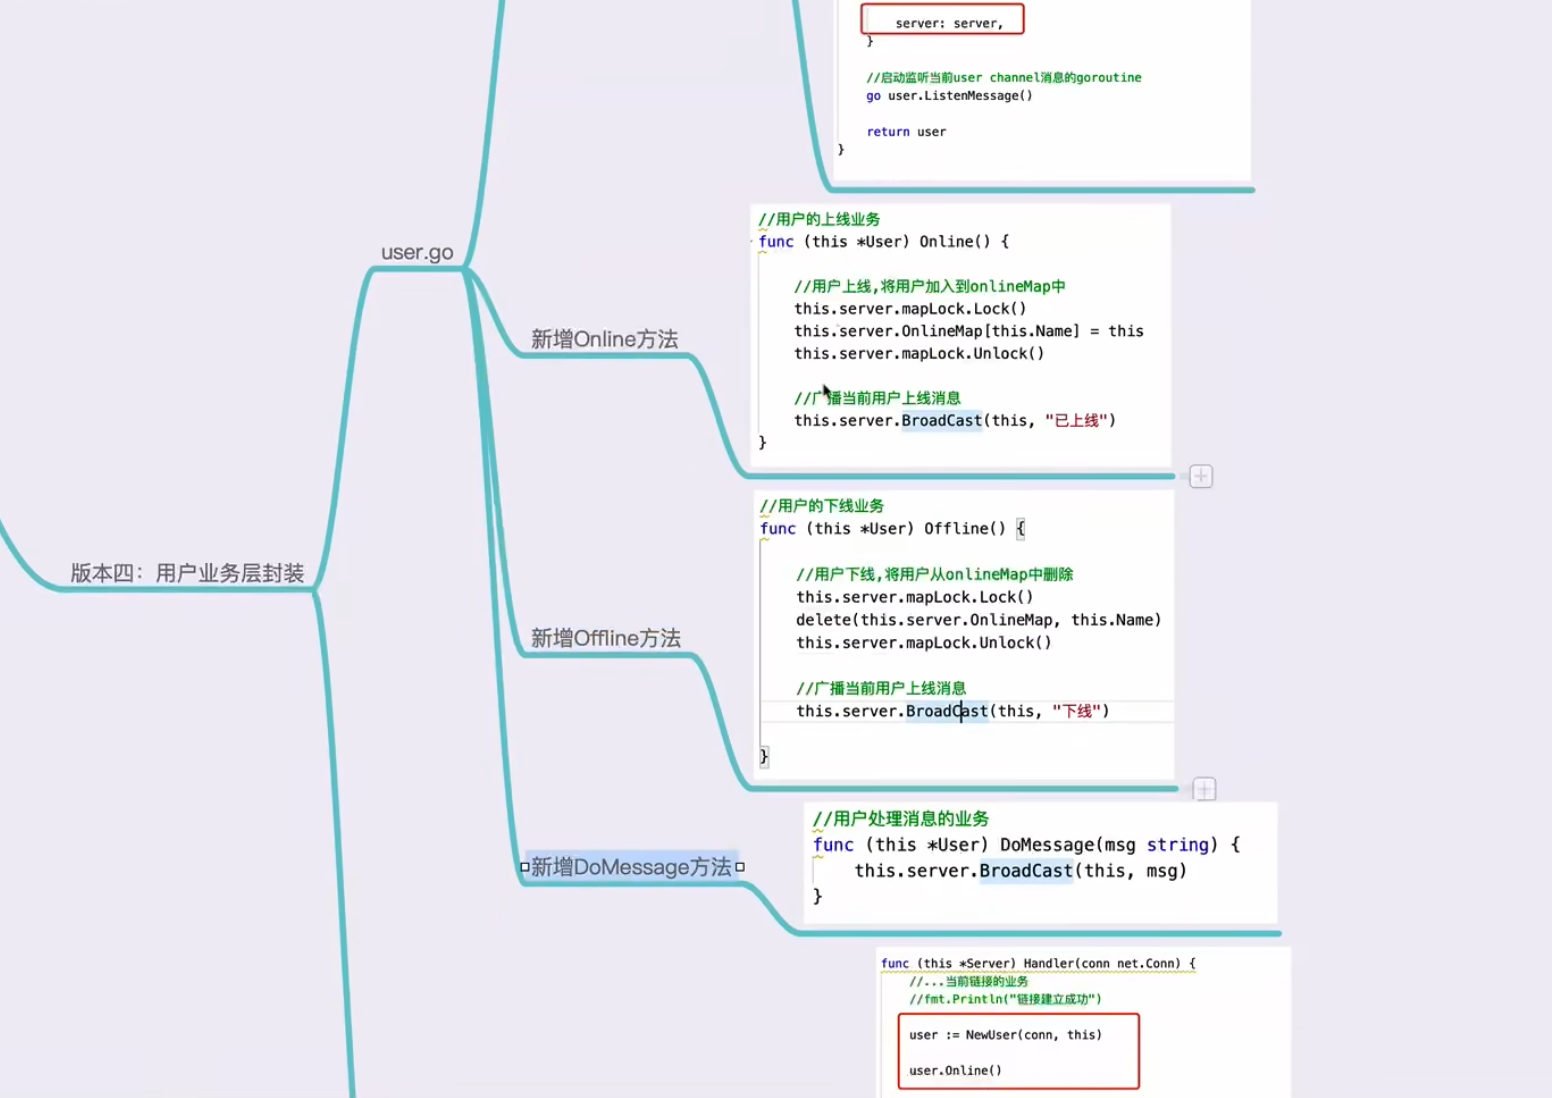 server: server,
}
//启动监听当前user channel消息的goroutine
go user.ListenMessage()
return user
}
user.go
//用户的上线业务
func (this *User) Online() {
//用户上线,将用户加入到onlineMap中
this.server.mapLock.Lock()
this.server.OnlineMap[this.Name] = this
this.server.mapLock.Unlock()
//广播当前用户上线消息
this.server.BroadCast(this, "已上线")
}
新增Online方法
//用户的下线业务
func (this *User) Offline() {
//用户下线,将用户从onlineMap中删除
this.server.mapLock.Lock()
delete(this.server.OnlineMap, this.Name)
this.server.mapLock.Unlock()
//广播当前用户上线消息
this.server.BroadCast(this, "下线")
}
版本四：用户业务层封装
新增Offline方法
//用户处理消息的业务
func (this *User) DoMessage(msg string) {
this.server.BroadCast(this, msg)
}
新增DoMessage方法
func (this *Server) Handler(conn net.Conn) {
//...当前链接的业务
//fmt.Println("链接建立成功")
user := NewUser(conn, this)
user.Online()